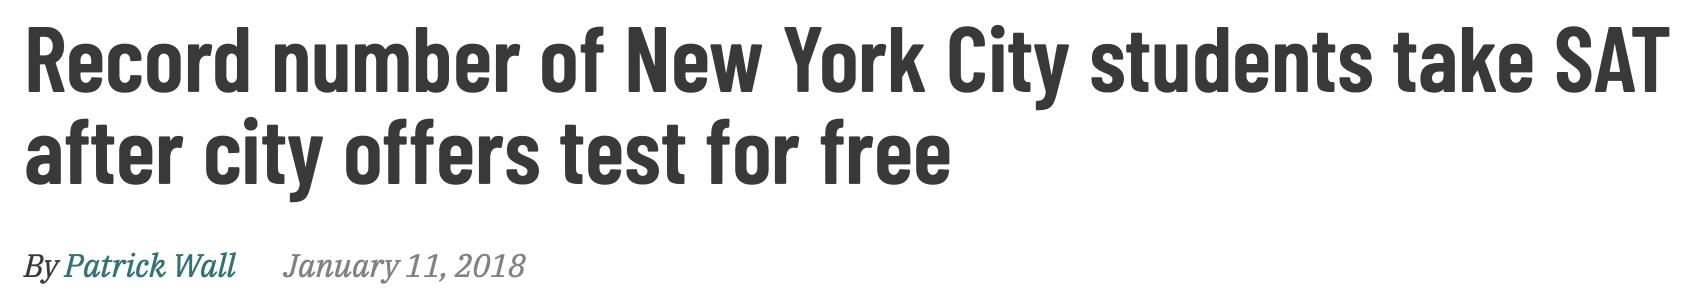 Record number of New York City students take SAT
after city offers test for free
By Patrick Wall January 11, 2018